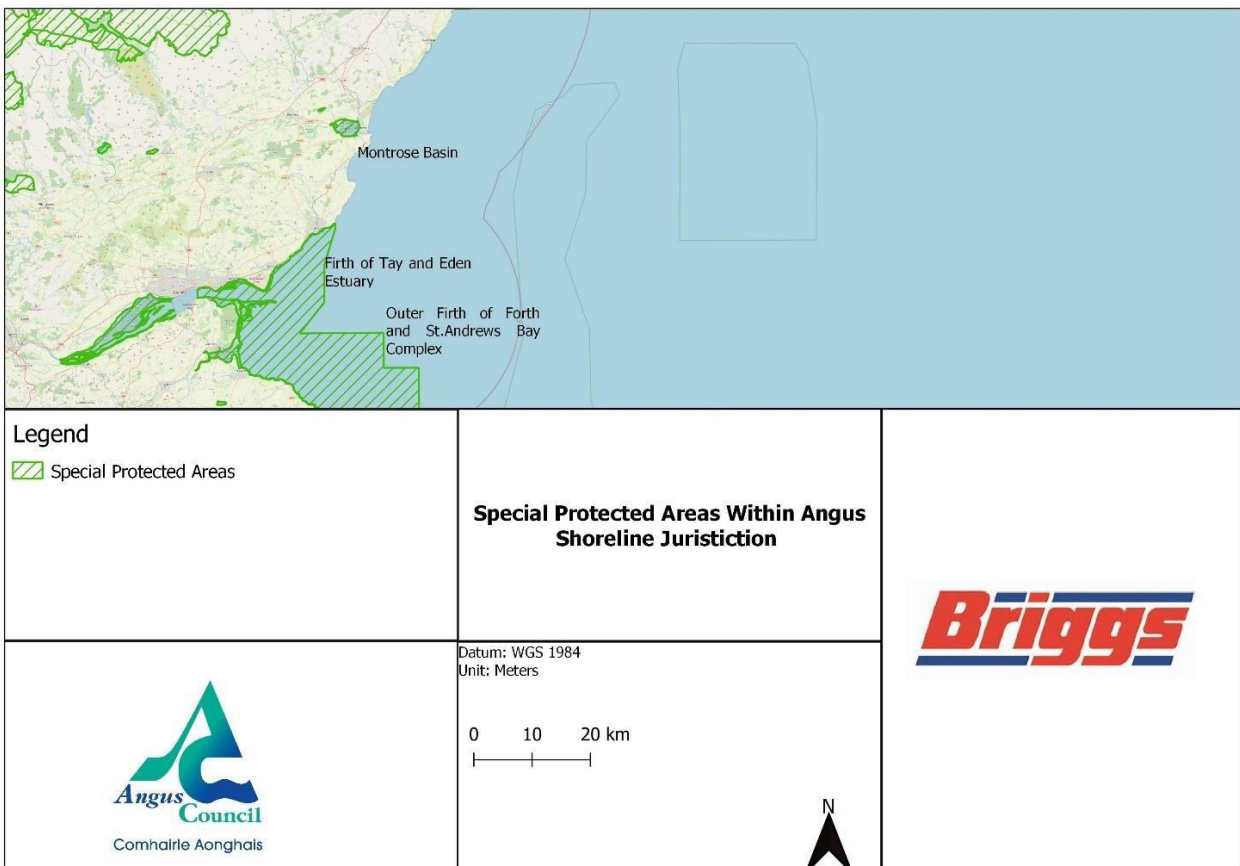 Montrose Basin
Firth of Tay and Eden
Estuary
Outer Firth of Forth
and St.Andrews Bay
Complex
Legend
Special Protected Areas
Special Protected Areas Within Angus
Shoreline Juristiction
Briggs
Angus
Council
Comhairle Aonghais
Datum: WGS 1984
Unit: Meters
0 10 20 km
N